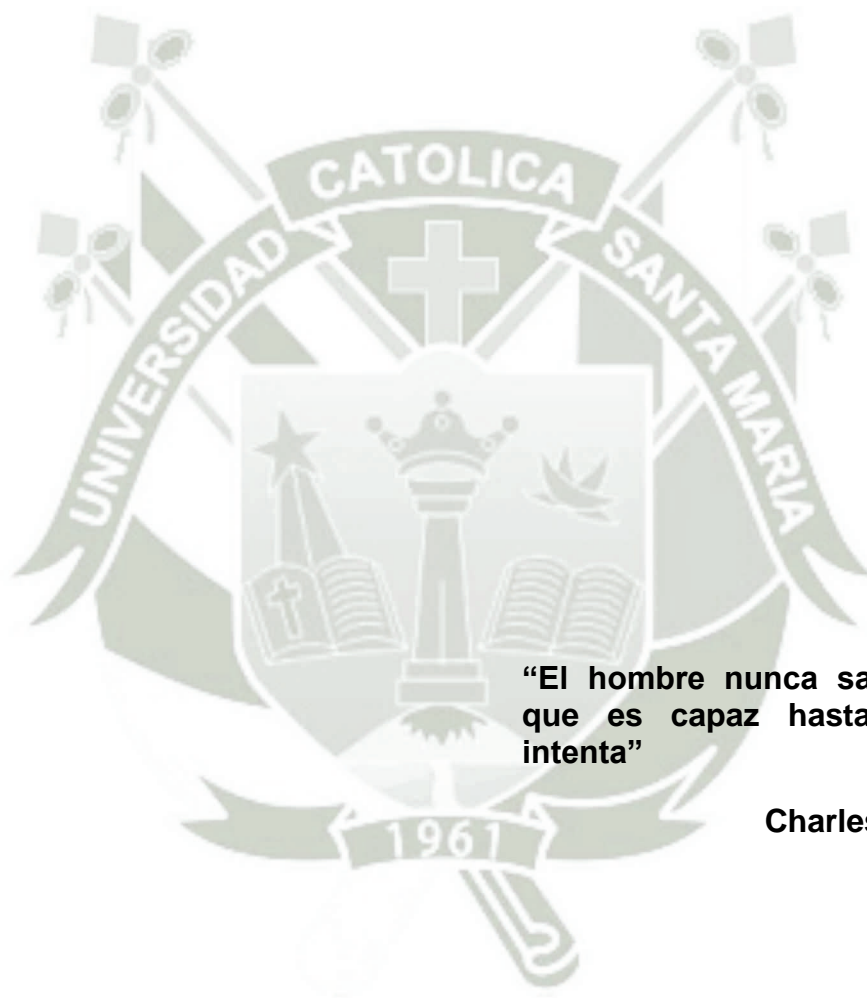 CATOLICA
UNIVERSIDAD
SANTA MARIA
“El hombre nunca sa
que es capaz hasta
intenta”
Charles
1961